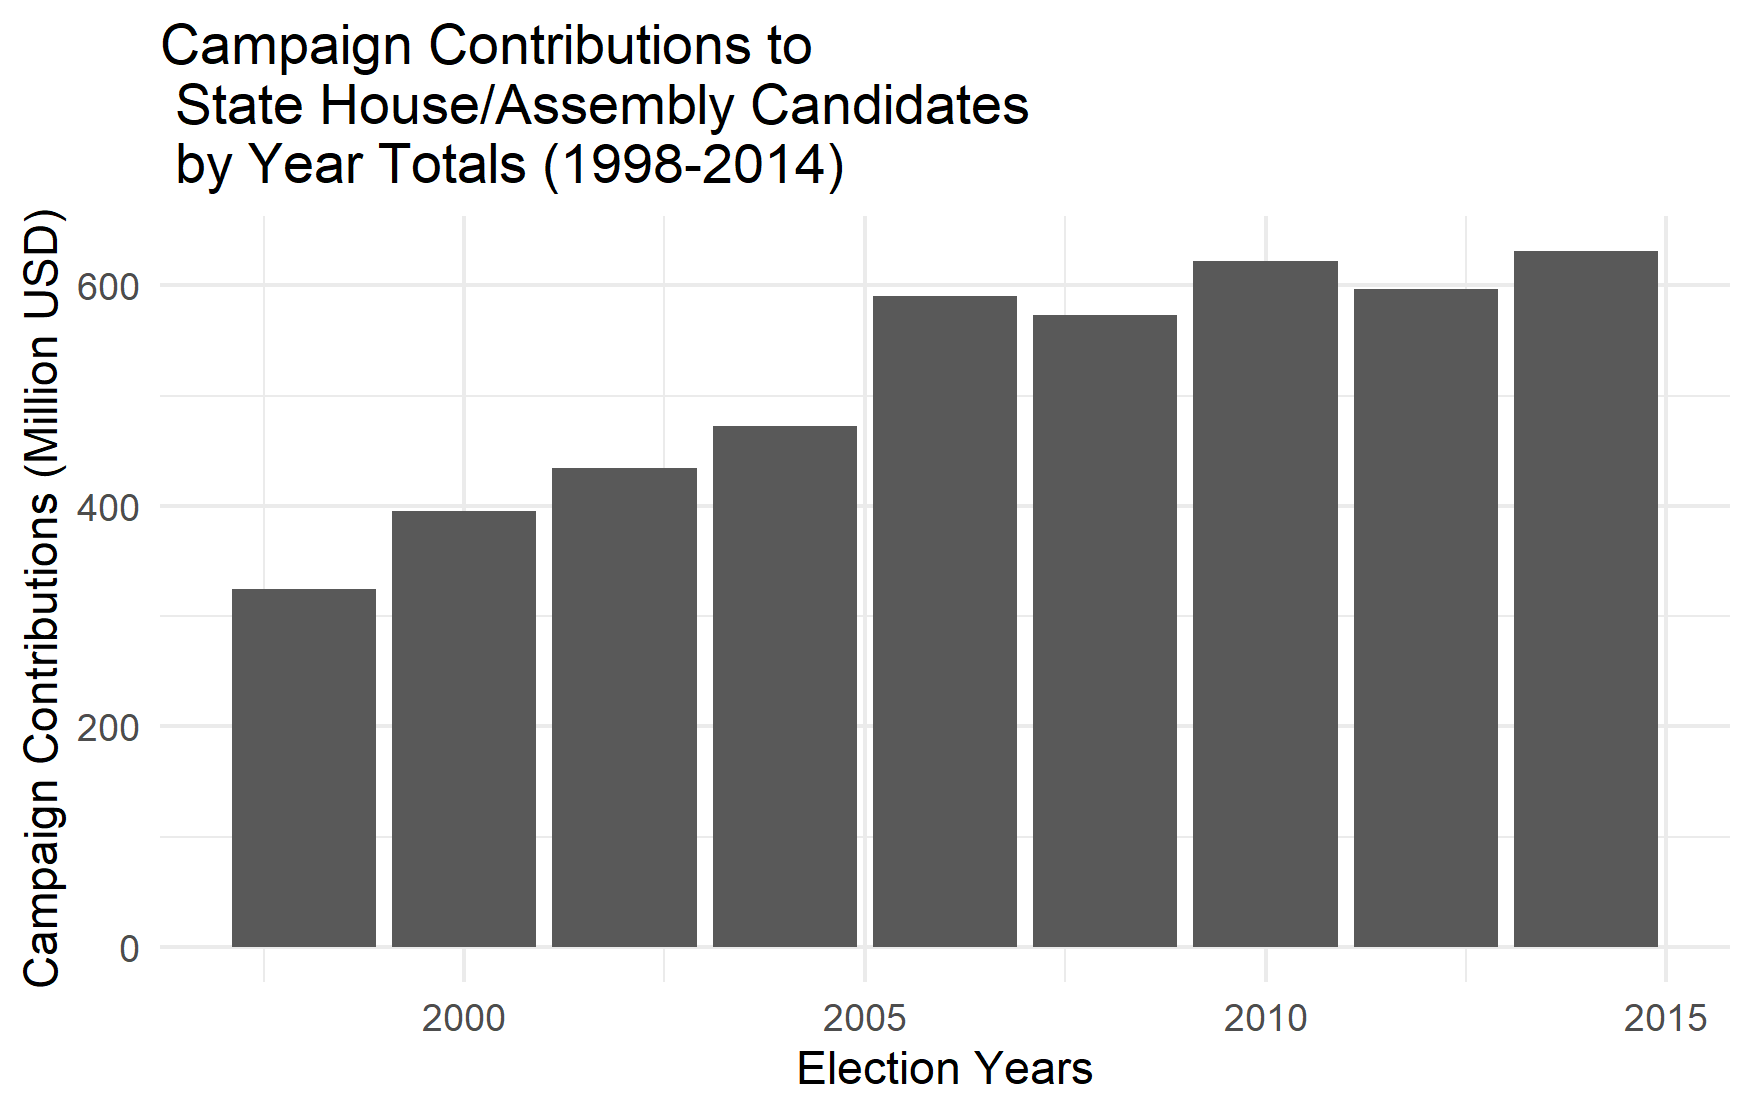 Campaign Contributions to
State House/Assembly Candidates
by Year Totals (1998-2014)
Campaign Contributions (Million USD)
600
400
200
0
2000 2005 2010 2015
Election Years